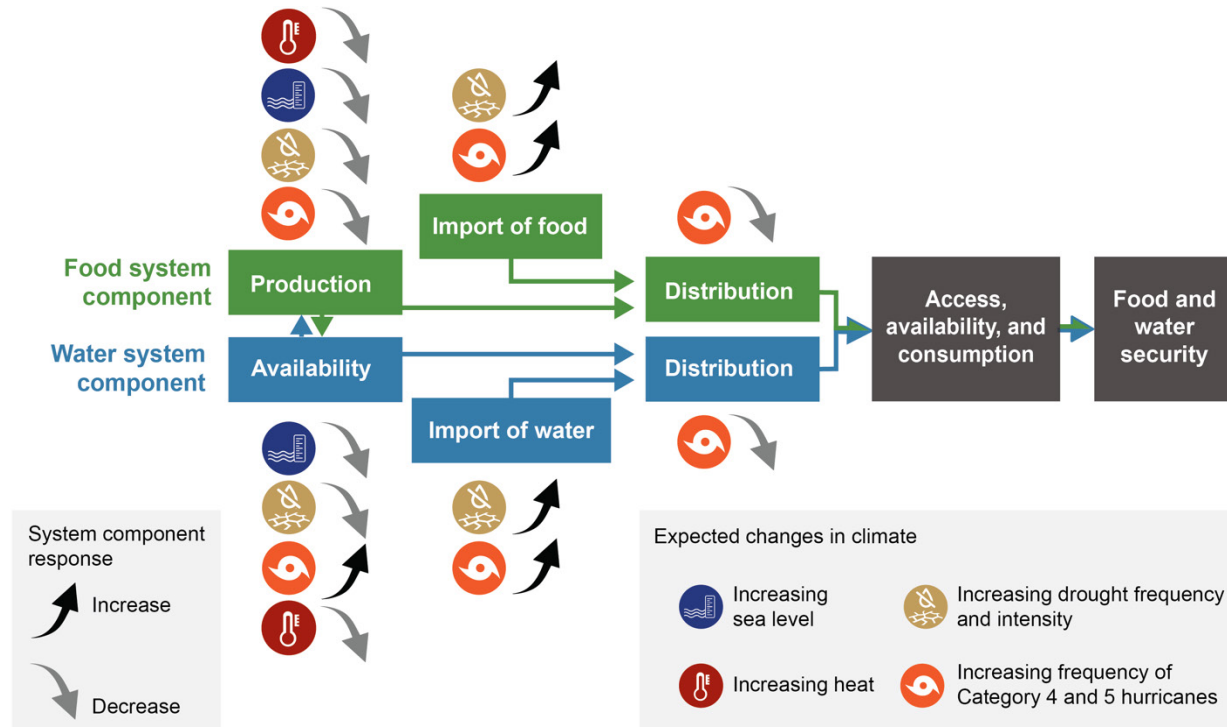 Food system
component
Production
Import of food
Distribution
Access,
availability, and
consumption
Food and
water
security
Water system
component
Availability
Import of water
Distribution
System component
response
Increase
Decrease
Expected changes in climate
Increasing
sea level
Increasing drought frequency
and intensity
Increasing heat
Increasing frequency of
Category 4 and 5 hurricanes